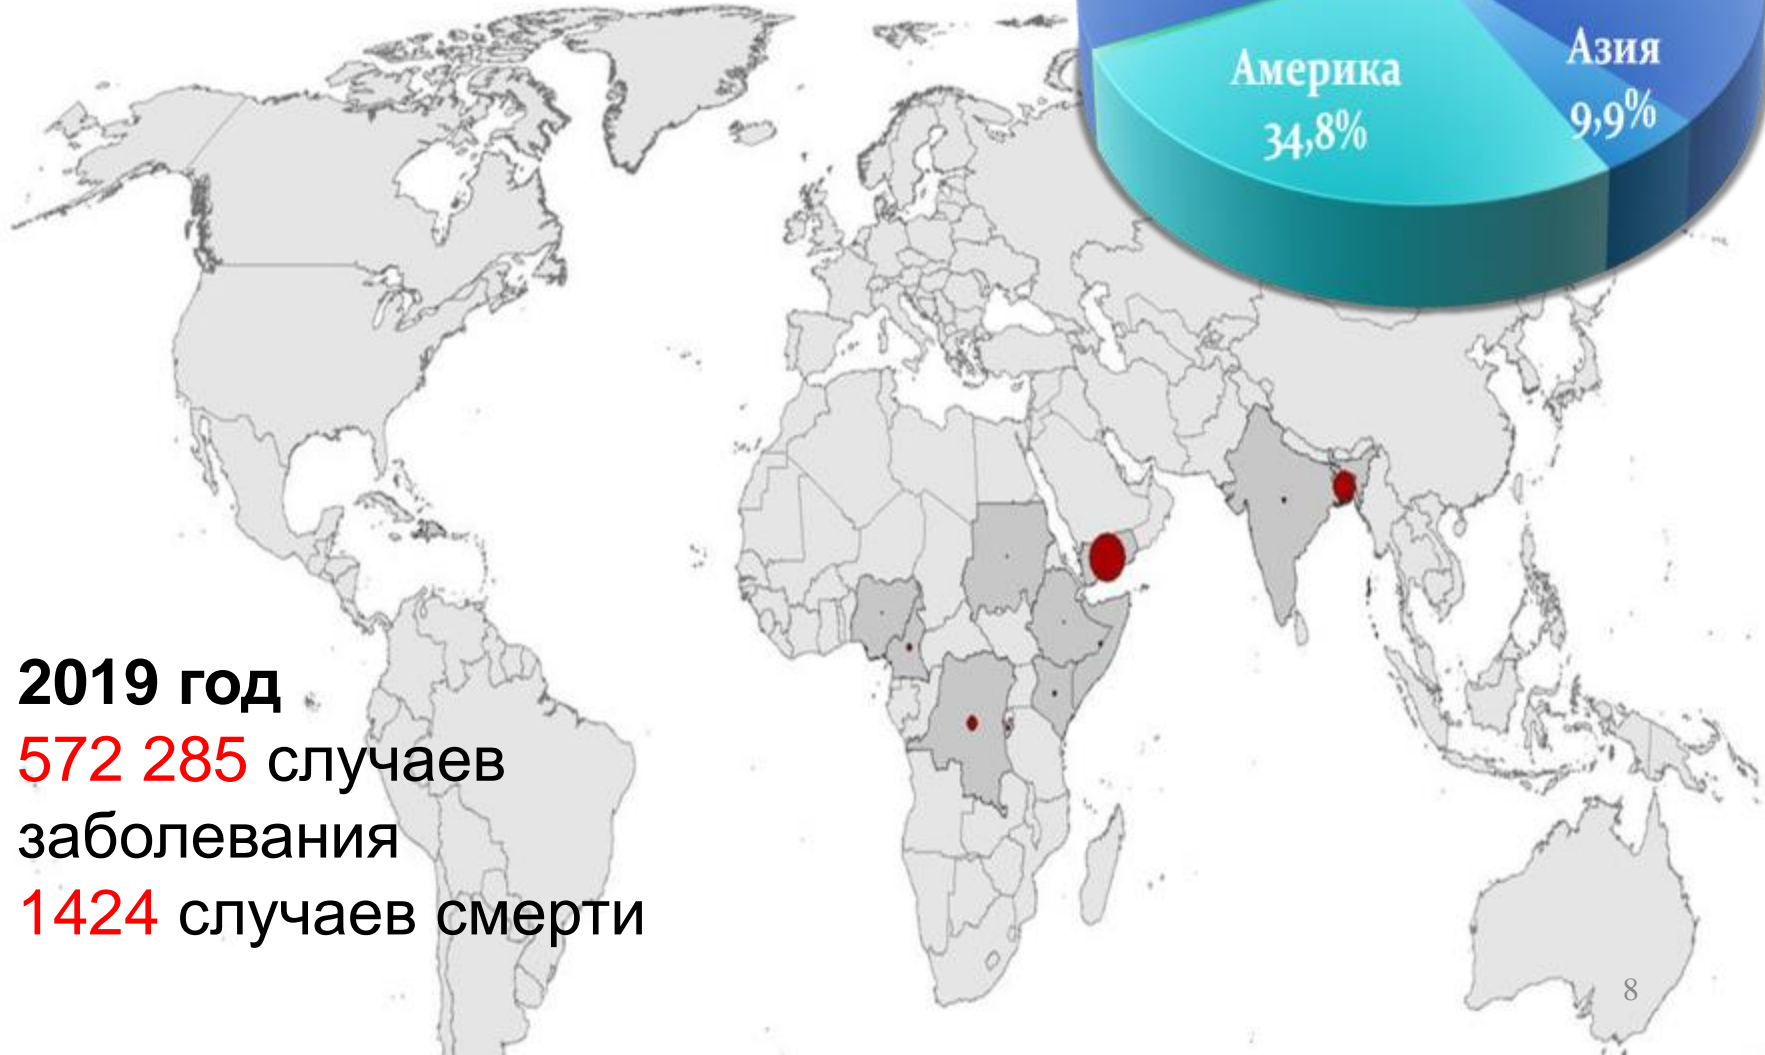 Америка
34,8%
Азия
9,9%
2019 год
572 285 случаев
заболевания
1424 случаев смерти
8